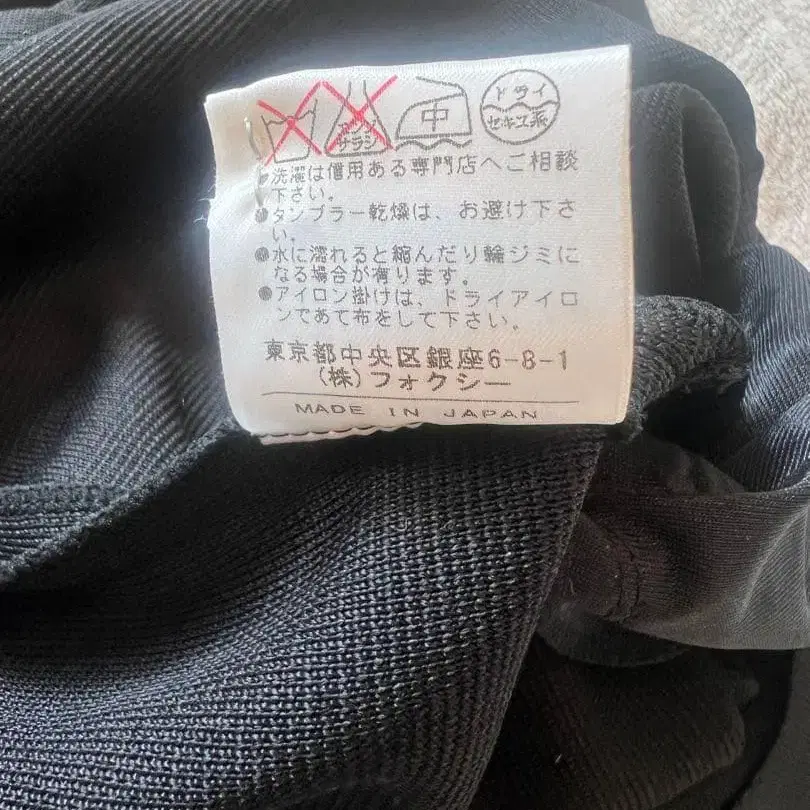 エンソサラシ
中
ドライ
セキユ系
洗濯は信用ある専門店へご相談
下さい。
●タンブラー乾燥は、お避け下さ
い。
●水に濡れると縮んだり輪ジミに
なる場合が有ります。
●アイロン掛けは、ドライアイロ
ンであて布をして下さい。
東京都中央区銀座6-8-1
(株)フォクシー
MADE IN JAPAN